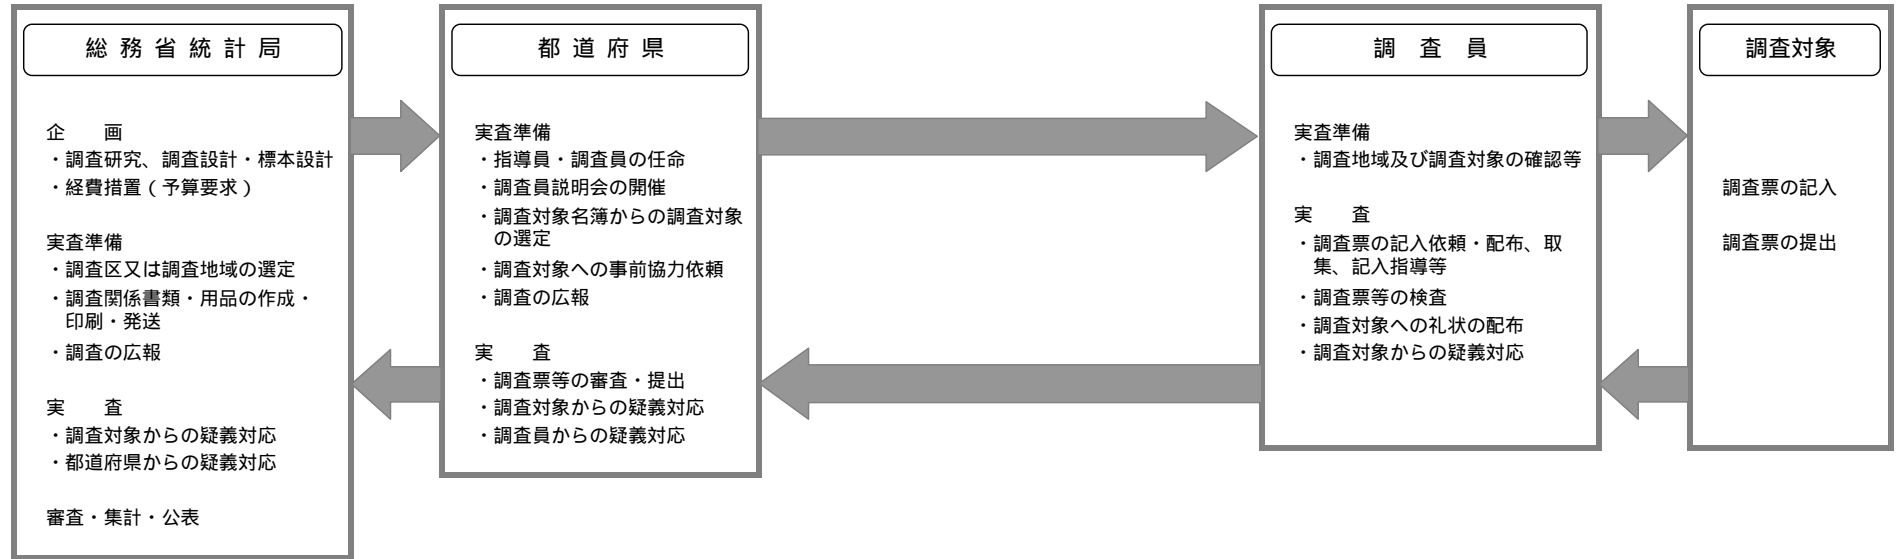 総務省統計局
企　　画
・調査研究、調査設計・標本設計
・経費措置（予算要求）
実査準備
・調査区又は調査地域の選定
・調査関係書類・用品の作成・
印刷・発送
・調査の広報
実　　査
・調査対象からの疑義対応
・都道府県からの疑義対応
審査・集計・公表
都道府県
実査準備
・指導員・調査員の任命
・調査員説明会の開催
・調査対象名簿からの調査対象
の選定
・調査対象への事前協力依頼
・調査の広報
実　　査
・調査票等の審査・提出
・調査対象からの疑義対応
・調査員からの疑義対応
調　査　員
実査準備
・調査地域及び調査対象の確認等
実　　査
・調査票の記入依頼・配布、取
集、記入指導等
・調査票等の検査
・調査対象への礼状の配布
・調査対象からの疑義対応
調査対象
調査票の記入
調査票の提出